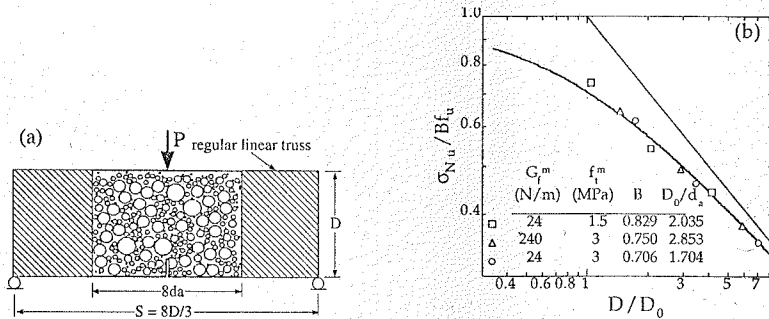 (a)
P
regular linear truss
D
8da
S = 8D/3
(b)
σNu/Bfu
1.0
0.8
0.6
0.4
Gfm ftm
(N/m) (MPa) B D0/da
□ 24 1.5 0.829 2.035
△ 240 3 0.750 2.853
○ 24 3 0.706 1.704
0.4 0.6 0.8 1 3 5 7
D/D0